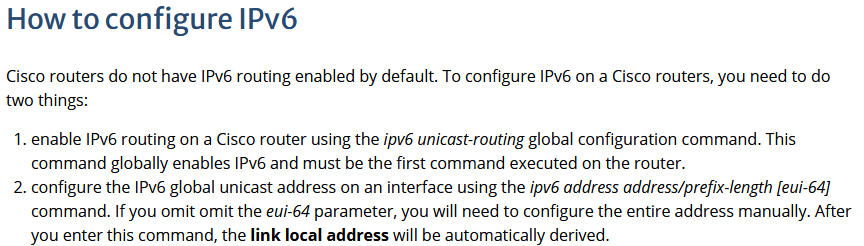 How to configure IPv6
Cisco routers do not have IPv6 routing enabled by default. To configure IPv6 on a Cisco routers, you need to do
two things:
1. enable IPv6 routing on a Cisco router using the ipv6 unicast-routing global configuration command. This
command globally enables IPv6 and must be the first command executed on the router.
2. configure the IPv6 global unicast address on an interface using the ipv6 address address/prefix-length [eui-64]
command. If you omit omit the eui-64 parameter, you will need to configure the entire address manually. After
you enter this command, the link local address will be automatically derived.